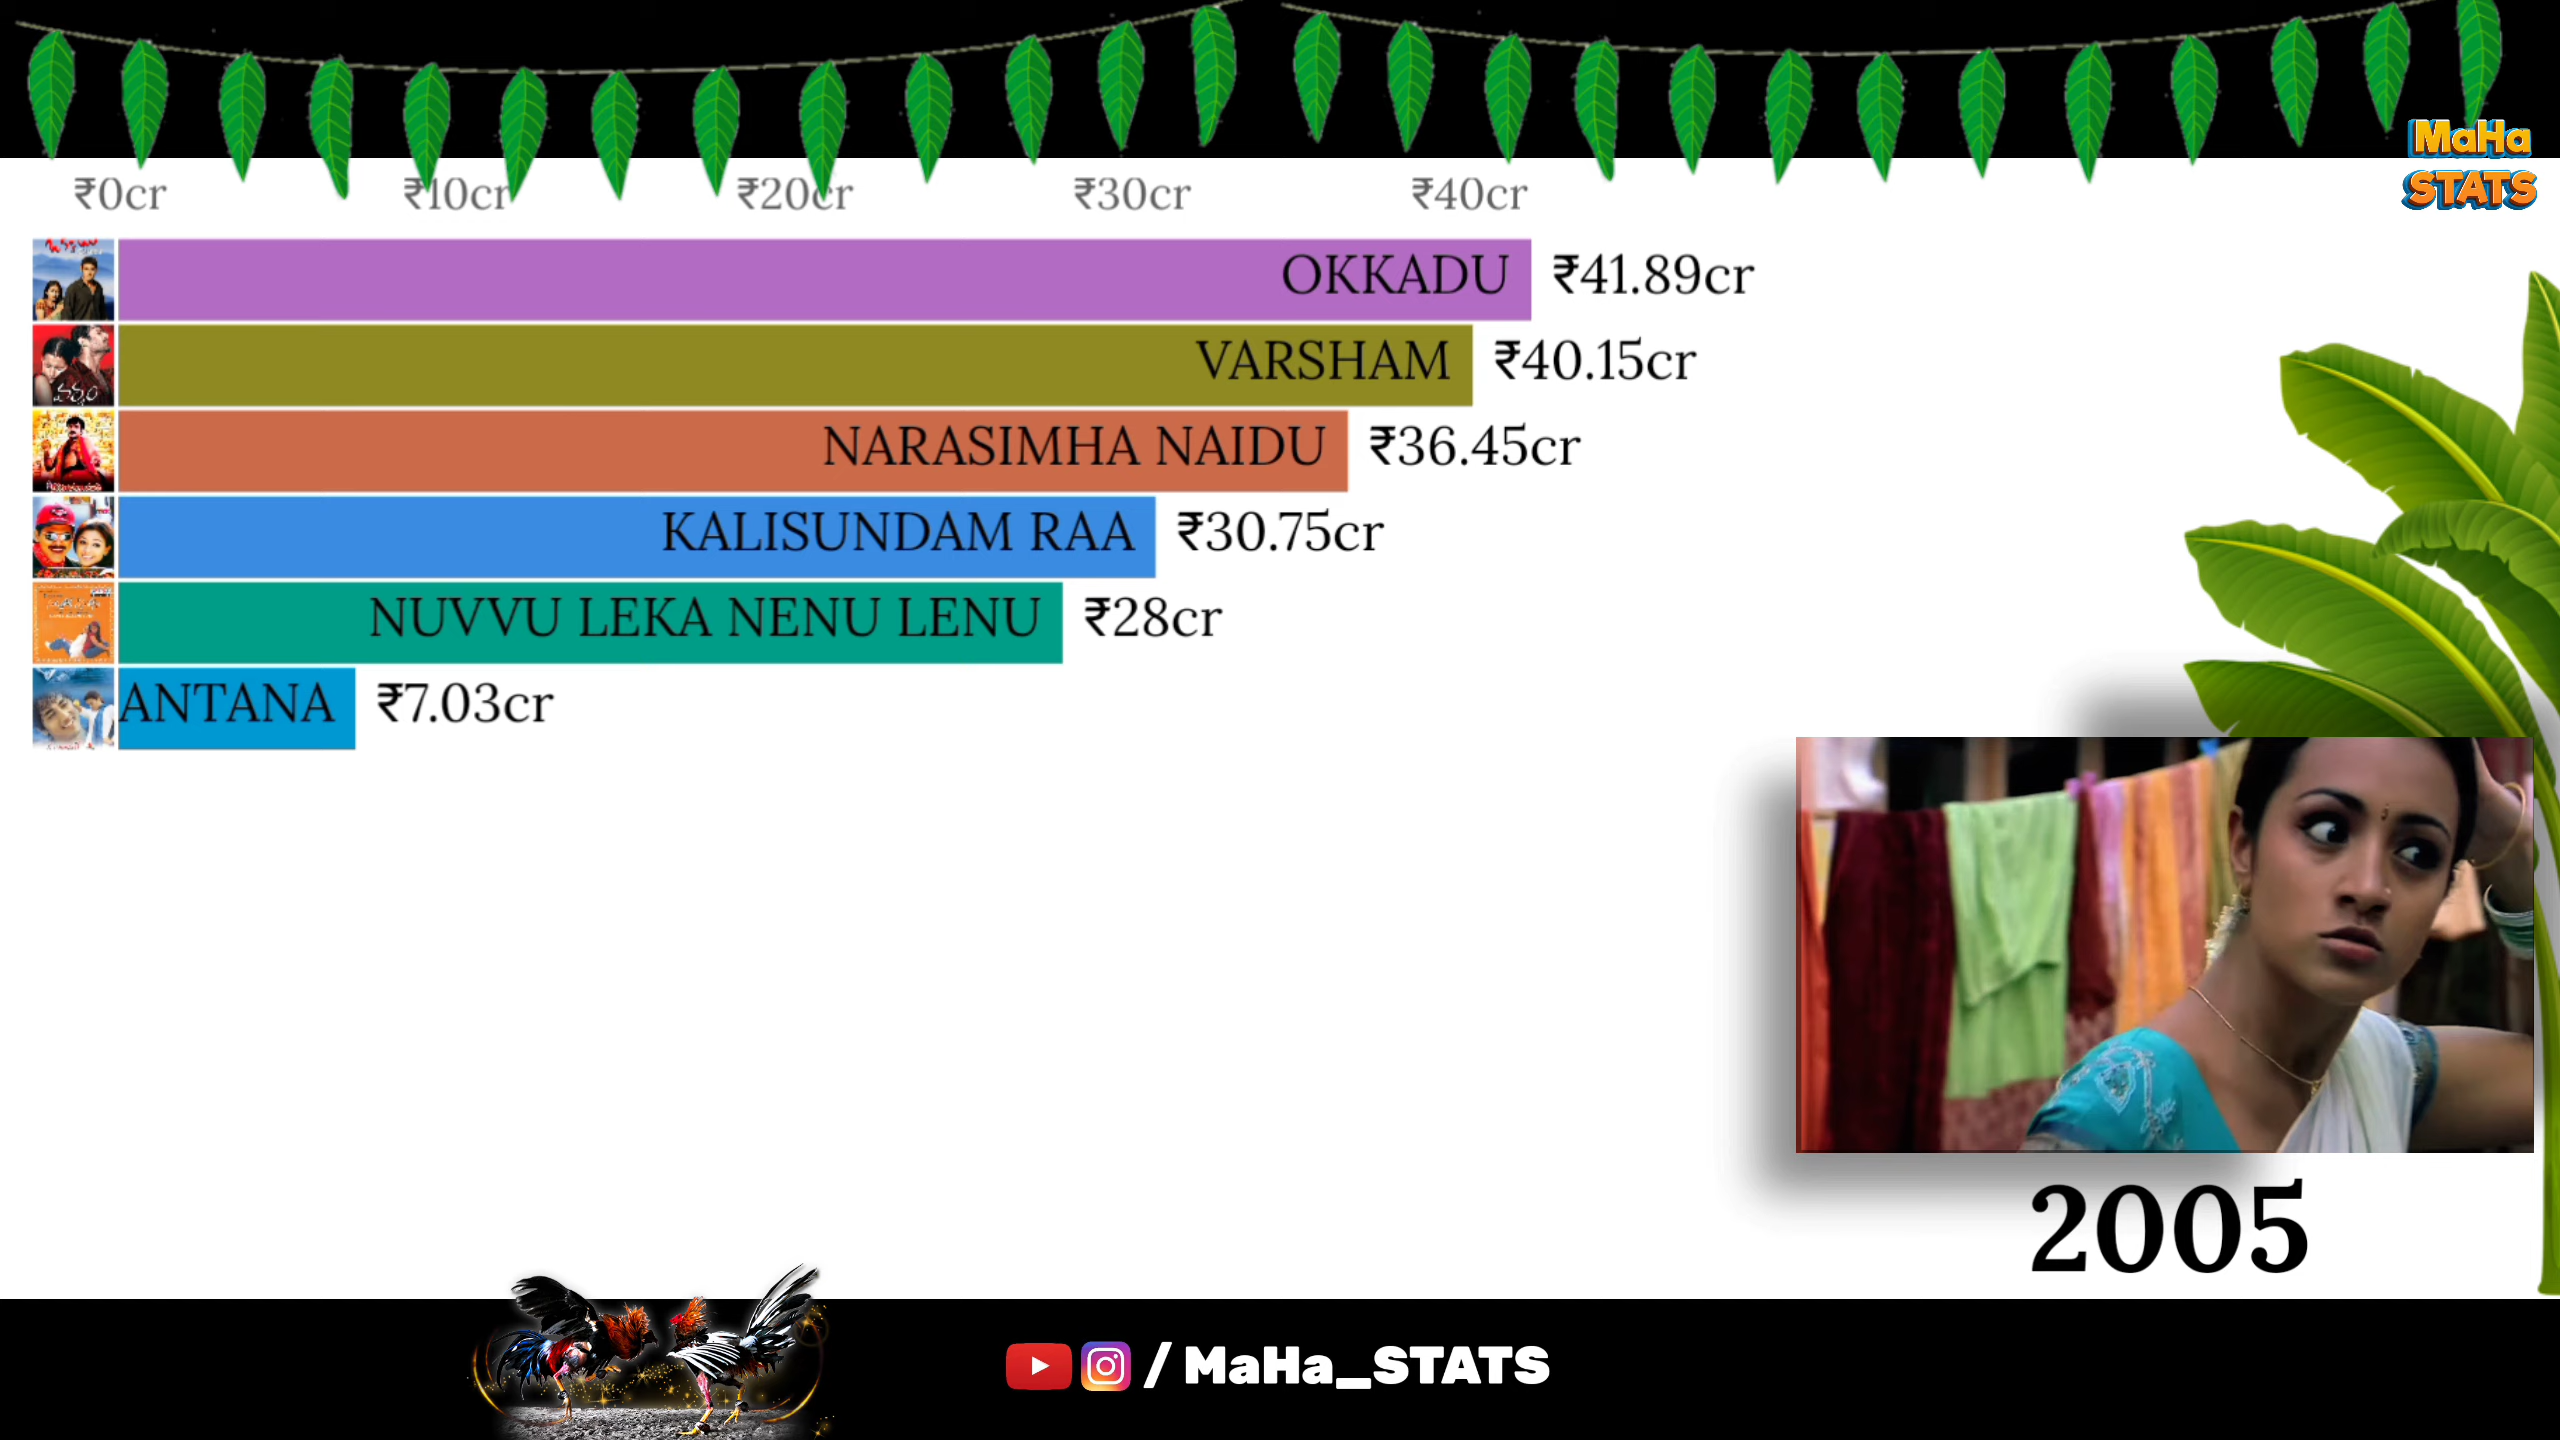 MaHa
STATS
₹0cr ₹10cr ₹20cr ₹30cr ₹40cr
OKKADU ₹41.89cr
VARSHAM ₹40.15cr
NARASIMHA NAIDU ₹36.45cr
KALISUNDAM RAA ₹30.75cr
NUVVU LEKA NENU LENU ₹28cr
ANTANA ₹7.03cr
2005
/ MaHa_STATS